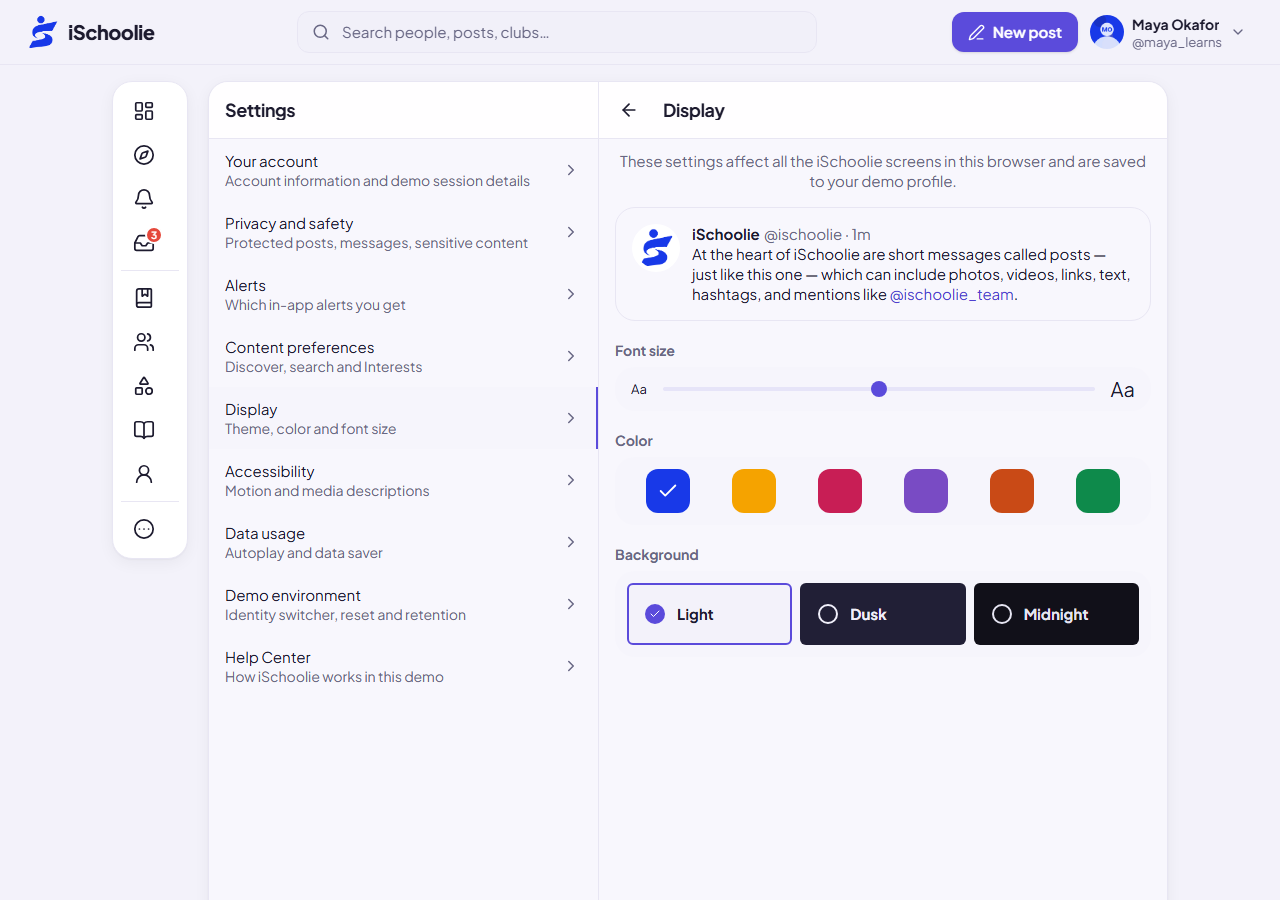 iSchoolie
Search people, posts, clubs...
New post
MO
Maya Okafor
@maya_learns
3
Settings
Your account
Account information and demo session details
Privacy and safety
Protected posts, messages, sensitive content
Alerts
Which in-app alerts you get
Content preferences
Discover, search and Interests
Display
Theme, color and font size
Accessibility
Motion and media descriptions
Data usage
Autoplay and data saver
Demo environment
Identity switcher, reset and retention
Help Center
How iSchoolie works in this demo
Display
These settings affect all the iSchoolie screens in this browser and are saved
to your demo profile.
iSchoolie @ischoolie · 1m
At the heart of iSchoolie are short messages called posts —
just like this one — which can include photos, videos, links, text,
hashtags, and mentions like @ischoolie_team.
Font size
Aa
Aa
Color
Background
Light
Dusk
Midnight